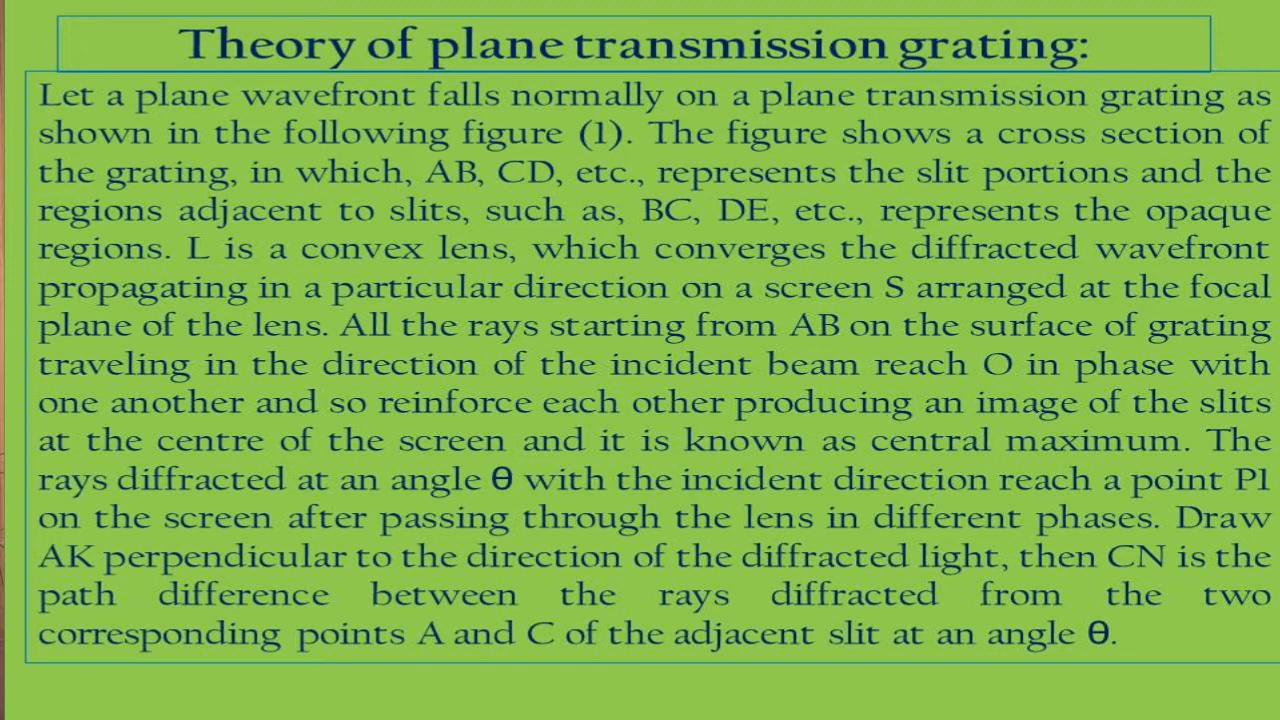 Theory of plane transmission grating:
Let a plane wavefront falls normally on a plane transmission grating as
shown in the following figure (1). The figure shows a cross section of
the grating, in which, AB, CD, etc., represents the slit portions and the
regions adjacent to slits, such as, BC, DE, etc., represents the opaque
regions. L is a convex lens, which converges the diffracted wavefront
propagating in a particular direction on a screen S arranged at the focal
plane of the lens. All the rays starting from AB on the surface of grating
traveling in the direction of the incident beam reach O in phase with
one another and so reinforce each other producing an image of the slits
at the centre of the screen and it is known as central maximum. The
rays diffracted at an angle θ with the incident direction reach a point P1
on the screen after passing through the lens in different phases. Draw
AK perpendicular to the direction of the diffracted light, then CN is the
path difference between the rays diffracted from the two
corresponding points A and C of the adjacent slit at an angle θ.